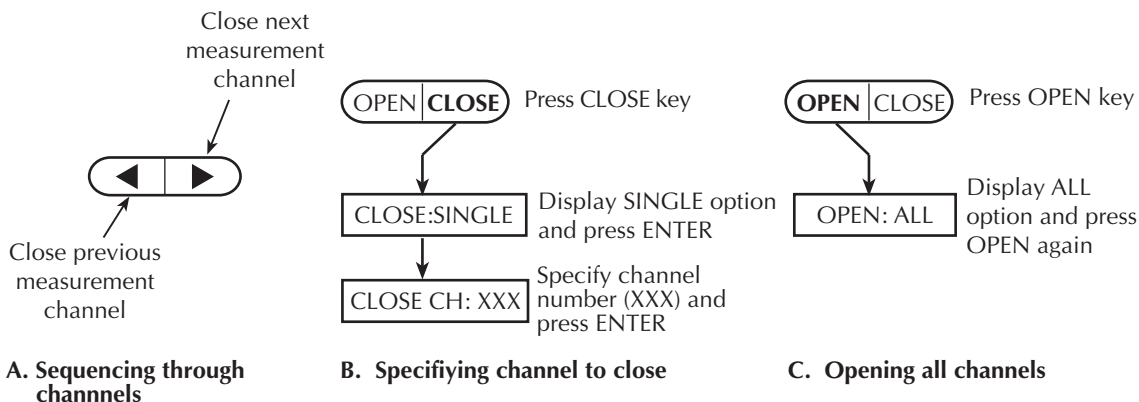 Close next
measurement
channel
Close previous
measurement
channel
A. Sequencing through
channnels
OPEN CLOSE
Press CLOSE key
CLOSE:SINGLE
Display SINGLE option
and press ENTER
CLOSE CH: XXX
Specify channel
number (XXX) and
press ENTER
B. Specifiying channel to close
OPEN CLOSE
Press OPEN key
OPEN: ALL
Display ALL
option and press
OPEN again
C. Opening all channels